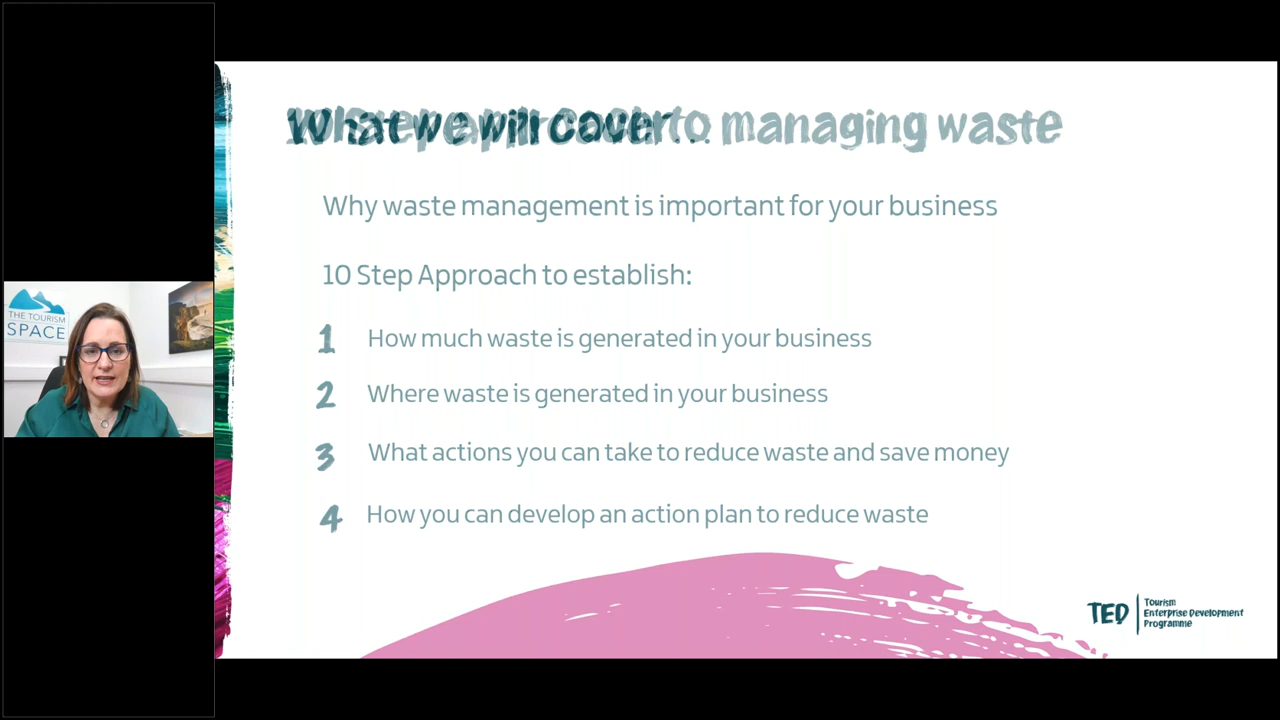 What we will cover... to managing waste
Why waste management is important for your business
10 Step Approach to establish:
1 How much waste is generated in your business
2 Where waste is generated in your business
3 What actions you can take to reduce waste and save money
4 How you can develop an action plan to reduce waste
THE TOURISM
SPACE
TED
Tourism
Enterprise Development
Programme